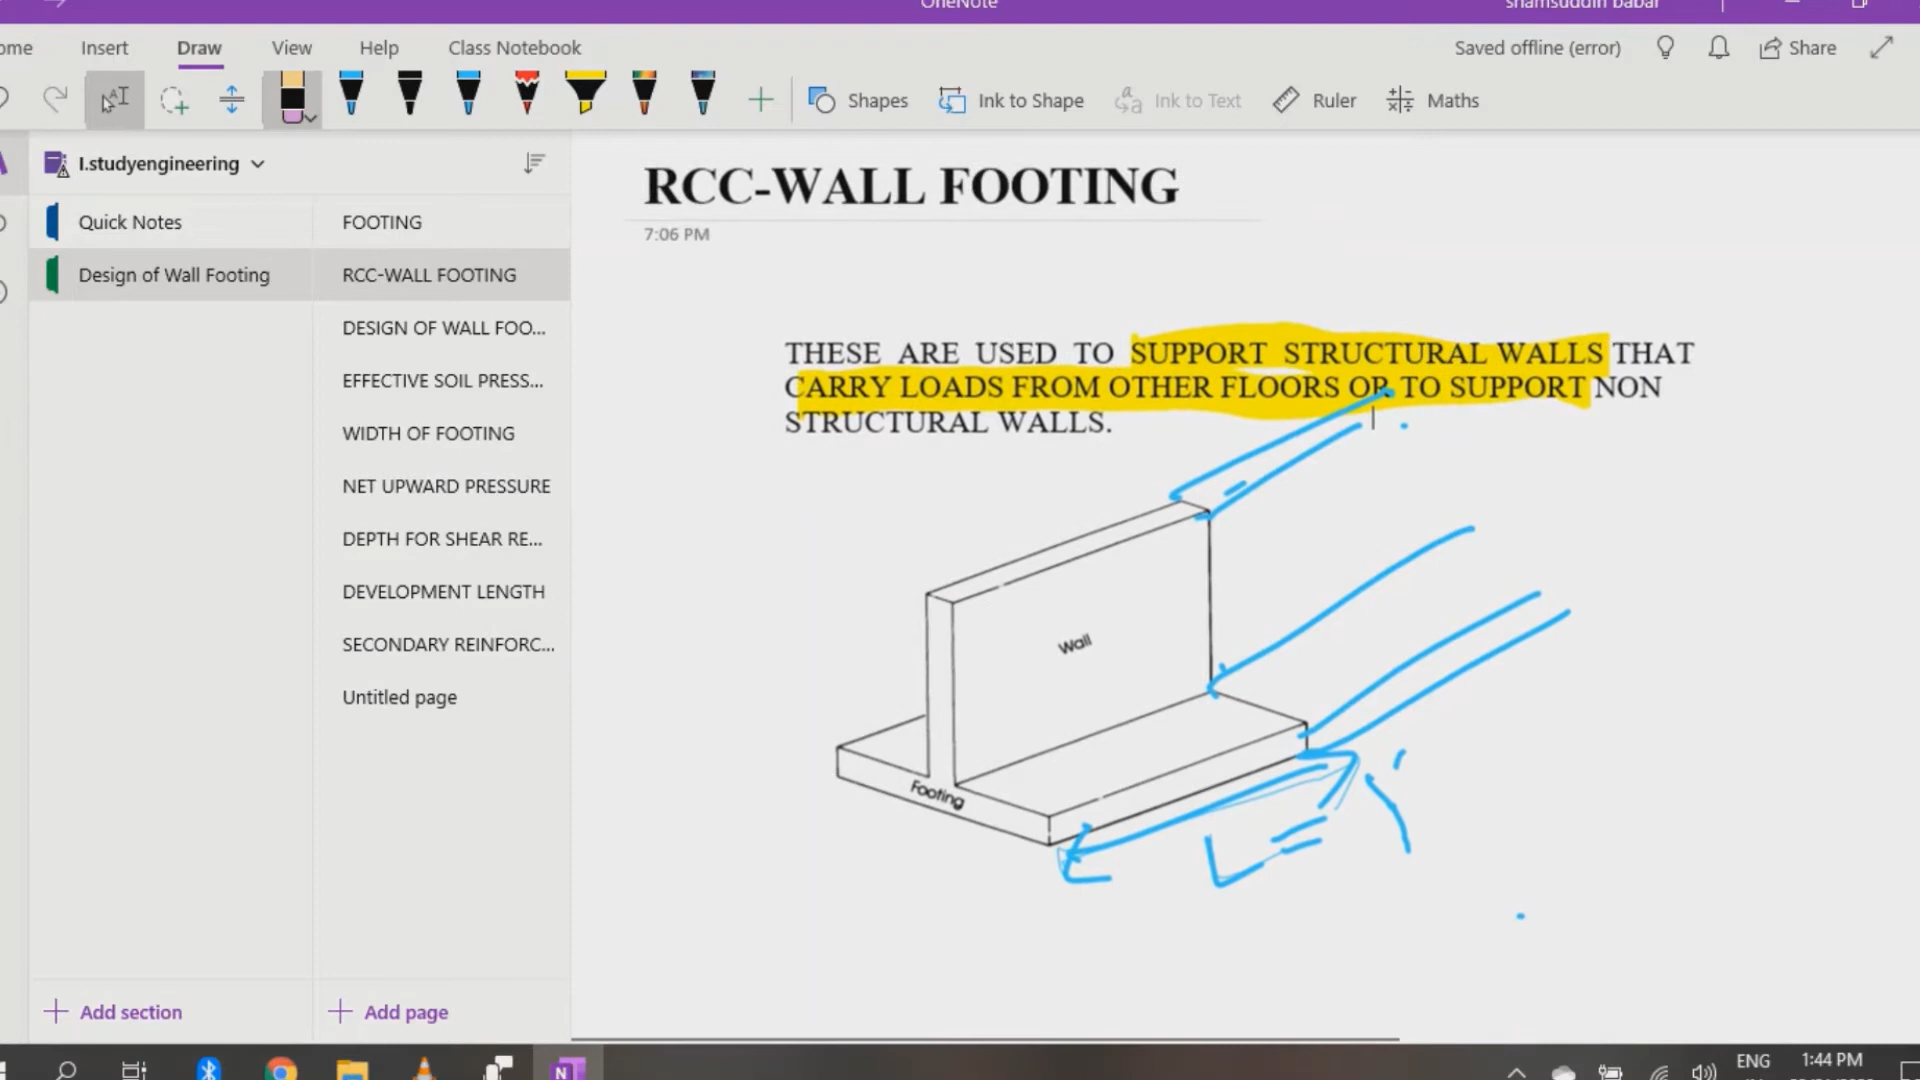 OneNote
shamsuddin babar
ome Insert Draw View Help Class Notebook
Saved offline (error) Share
Shapes Ink to Shape Ink to Text Ruler Maths
I.studyengineering
Quick Notes
Design of Wall Footing
Add section
FOOTING
RCC-WALL FOOTING
DESIGN OF WALL FOO...
EFFECTIVE SOIL PRESS...
WIDTH OF FOOTING
NET UPWARD PRESSURE
DEPTH FOR SHEAR RE...
DEVELOPMENT LENGTH
SECONDARY REINFORC...
Untitled page
Add page
RCC-WALL FOOTING
7:06 PM
THESE ARE USED TO SUPPORT STRUCTURAL WALLS THAT
CARRY LOADS FROM OTHER FLOORS OR TO SUPPORT NON
STRUCTURAL WALLS.
Wall
Footing
L =
ENG
1:44 PM